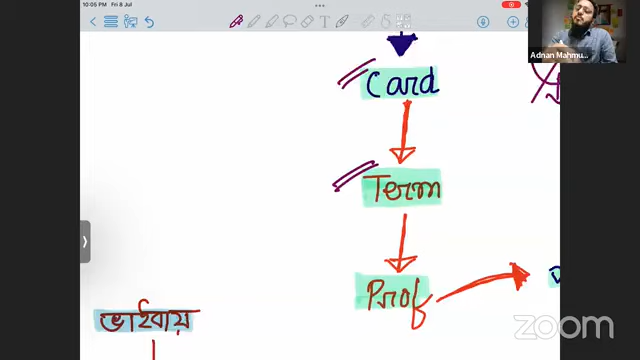 10:05 PM Fri 8 Jul
Adnan Mahmu...
Card
Term
Prof
ভাইবায়
zoom